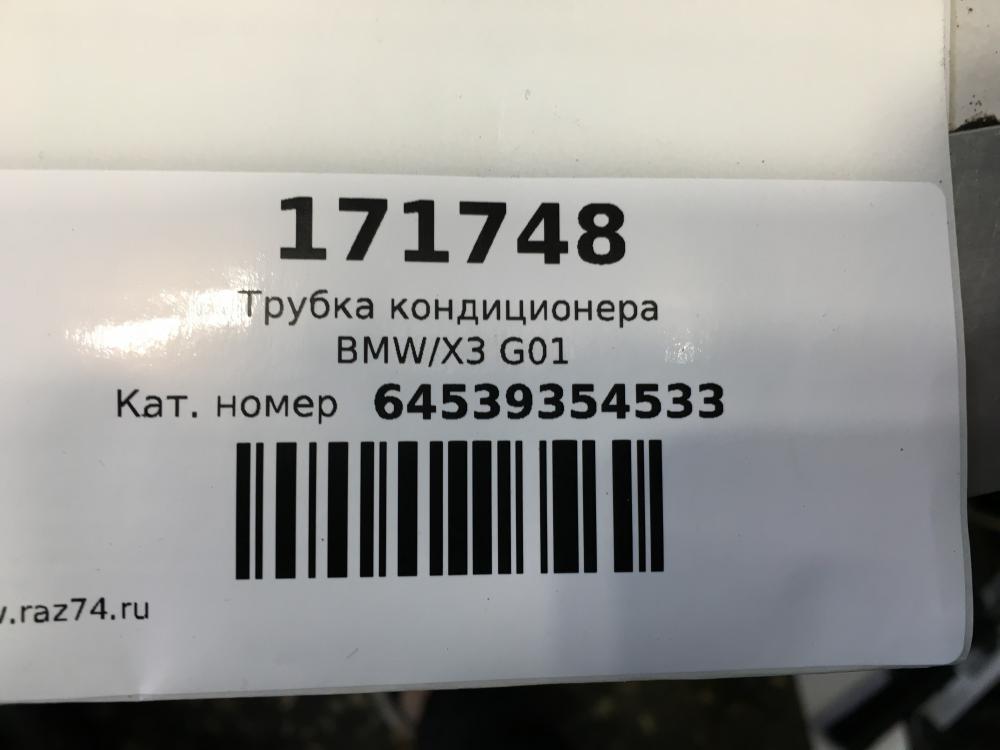 171748
Трубка кондиционера
BMW/X3 G01
Кат. номер 64539354533
.raz74.ru